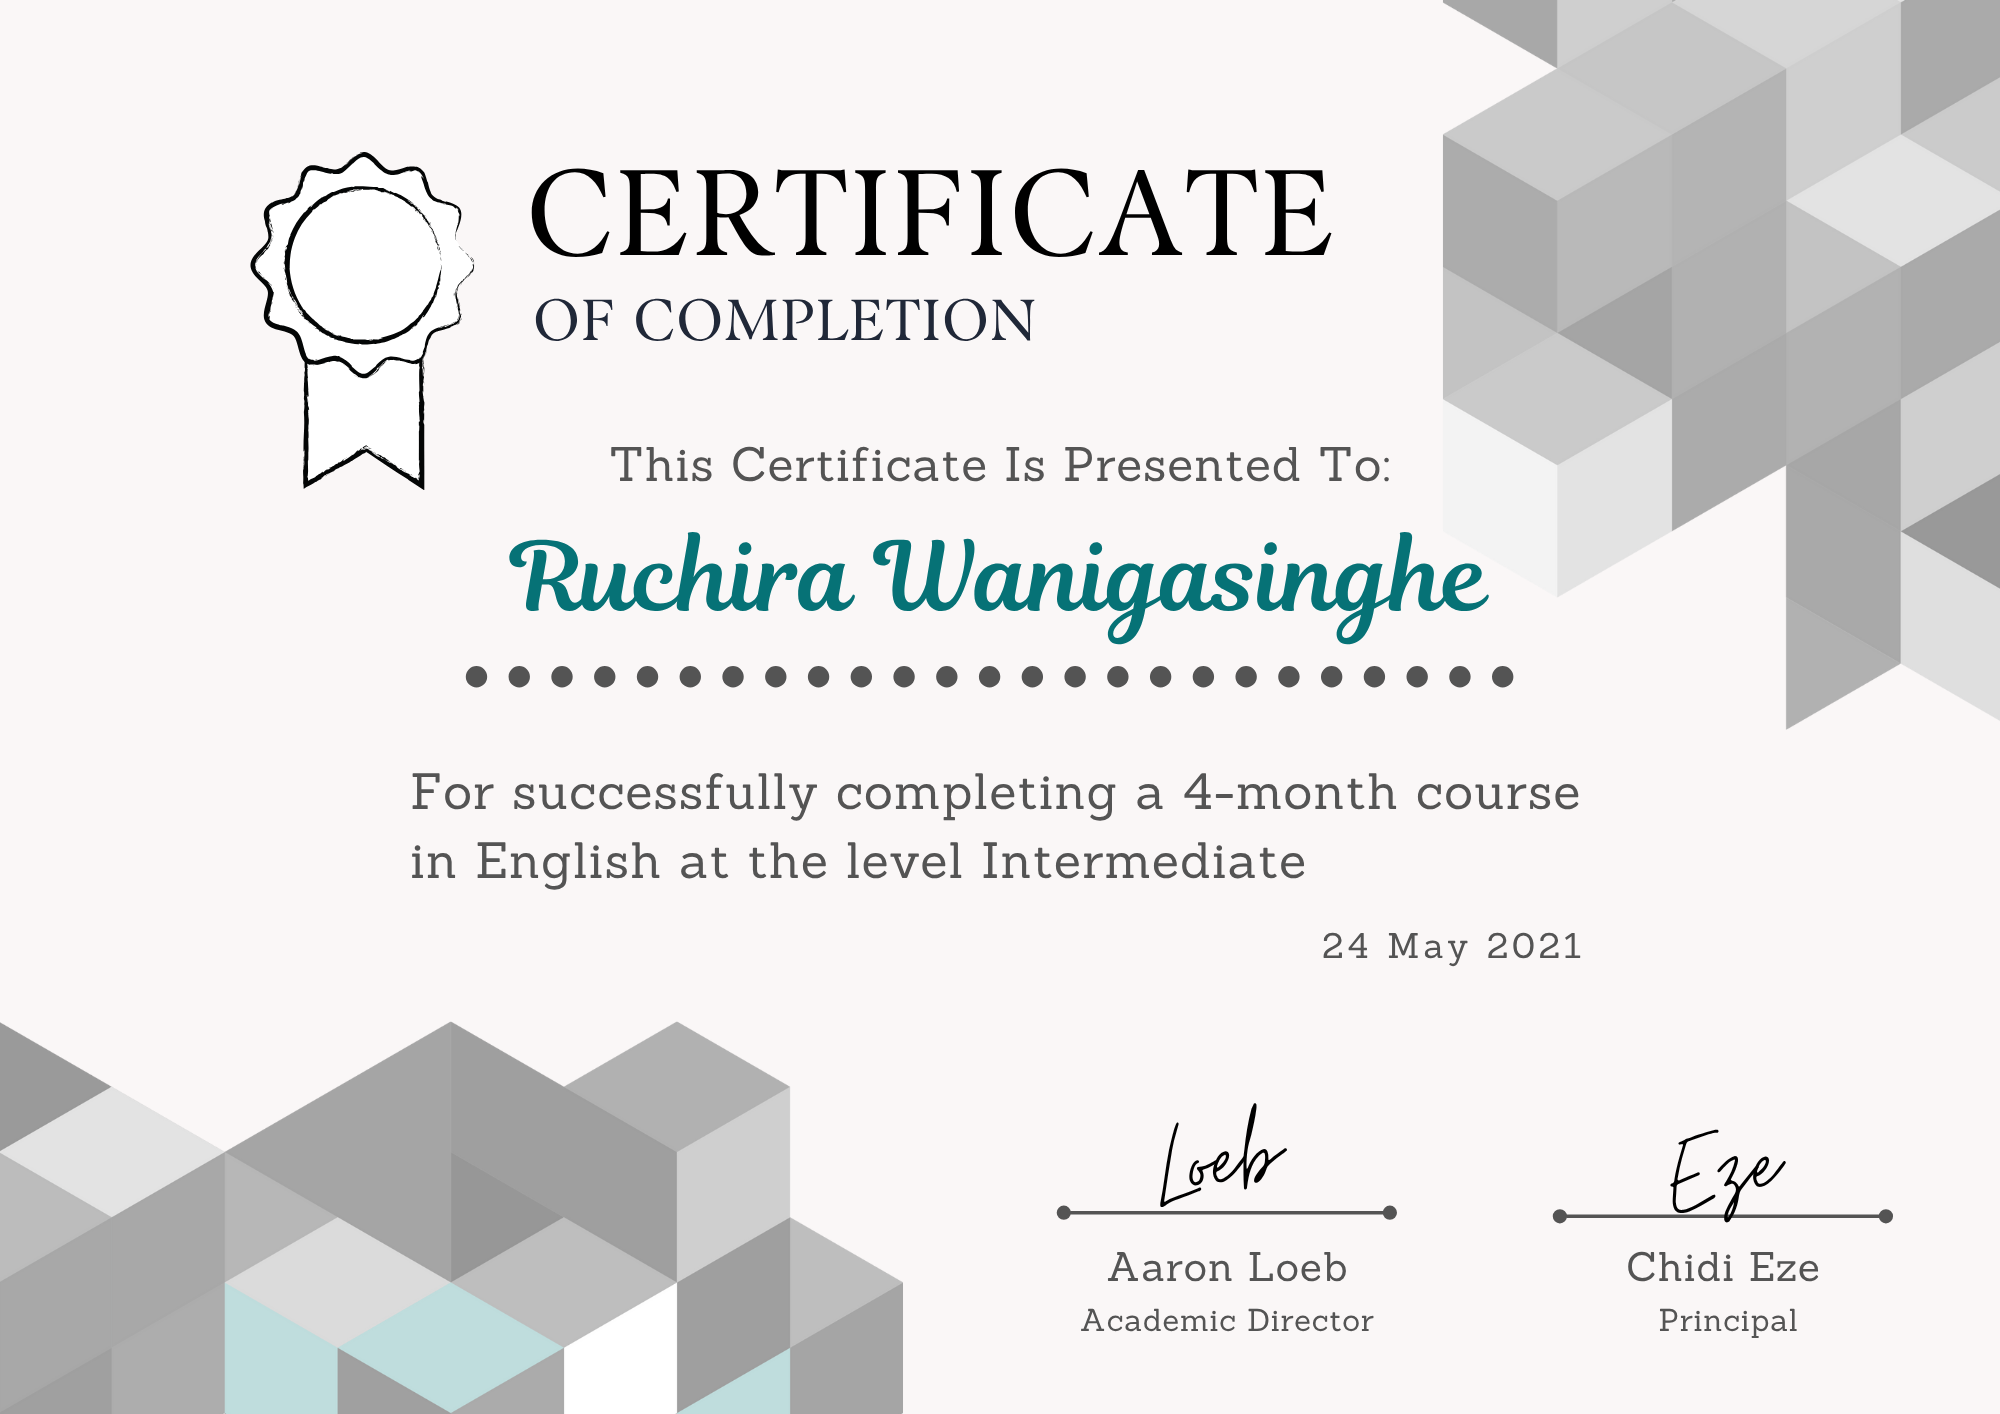 CERTIFICATE
OF COMPLETION
This Certificate Is Presented To:
Ruchira Wanigasinghe
For successfully completing a 4-month course
in English at the level Intermediate
24 May 2021
Loeb
Eze
Aaron Loeb
Academic Director
Chidi Eze
Principal